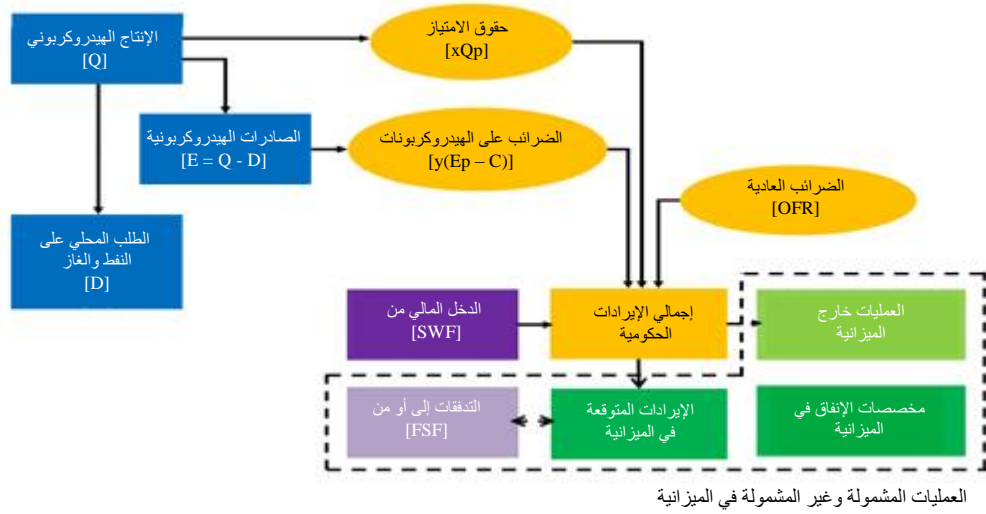 الإنتاج الهيدروكربوني
[Q]
حقوق الامتياز
[xQp]
الصادرات الهيدروكربونية
[E = Q - D]
الضرائب على الهيدروكربونات
[y(Ep – C)]
الضرائب العادية
[OFR]
الطلب المحلي على
النفط والغاز
[D]
الدخل المالي من
[SWF]
إجمالي الإيرادات
الحكومية
العمليات خارج
الميزانية
التدفقات إلى أو من
[FSF]
الإيرادات المتوقعة
في الميزانية
مخصصات الإنفاق في
الميزانية
العمليات المشمولة وغير المشمولة في الميزانية